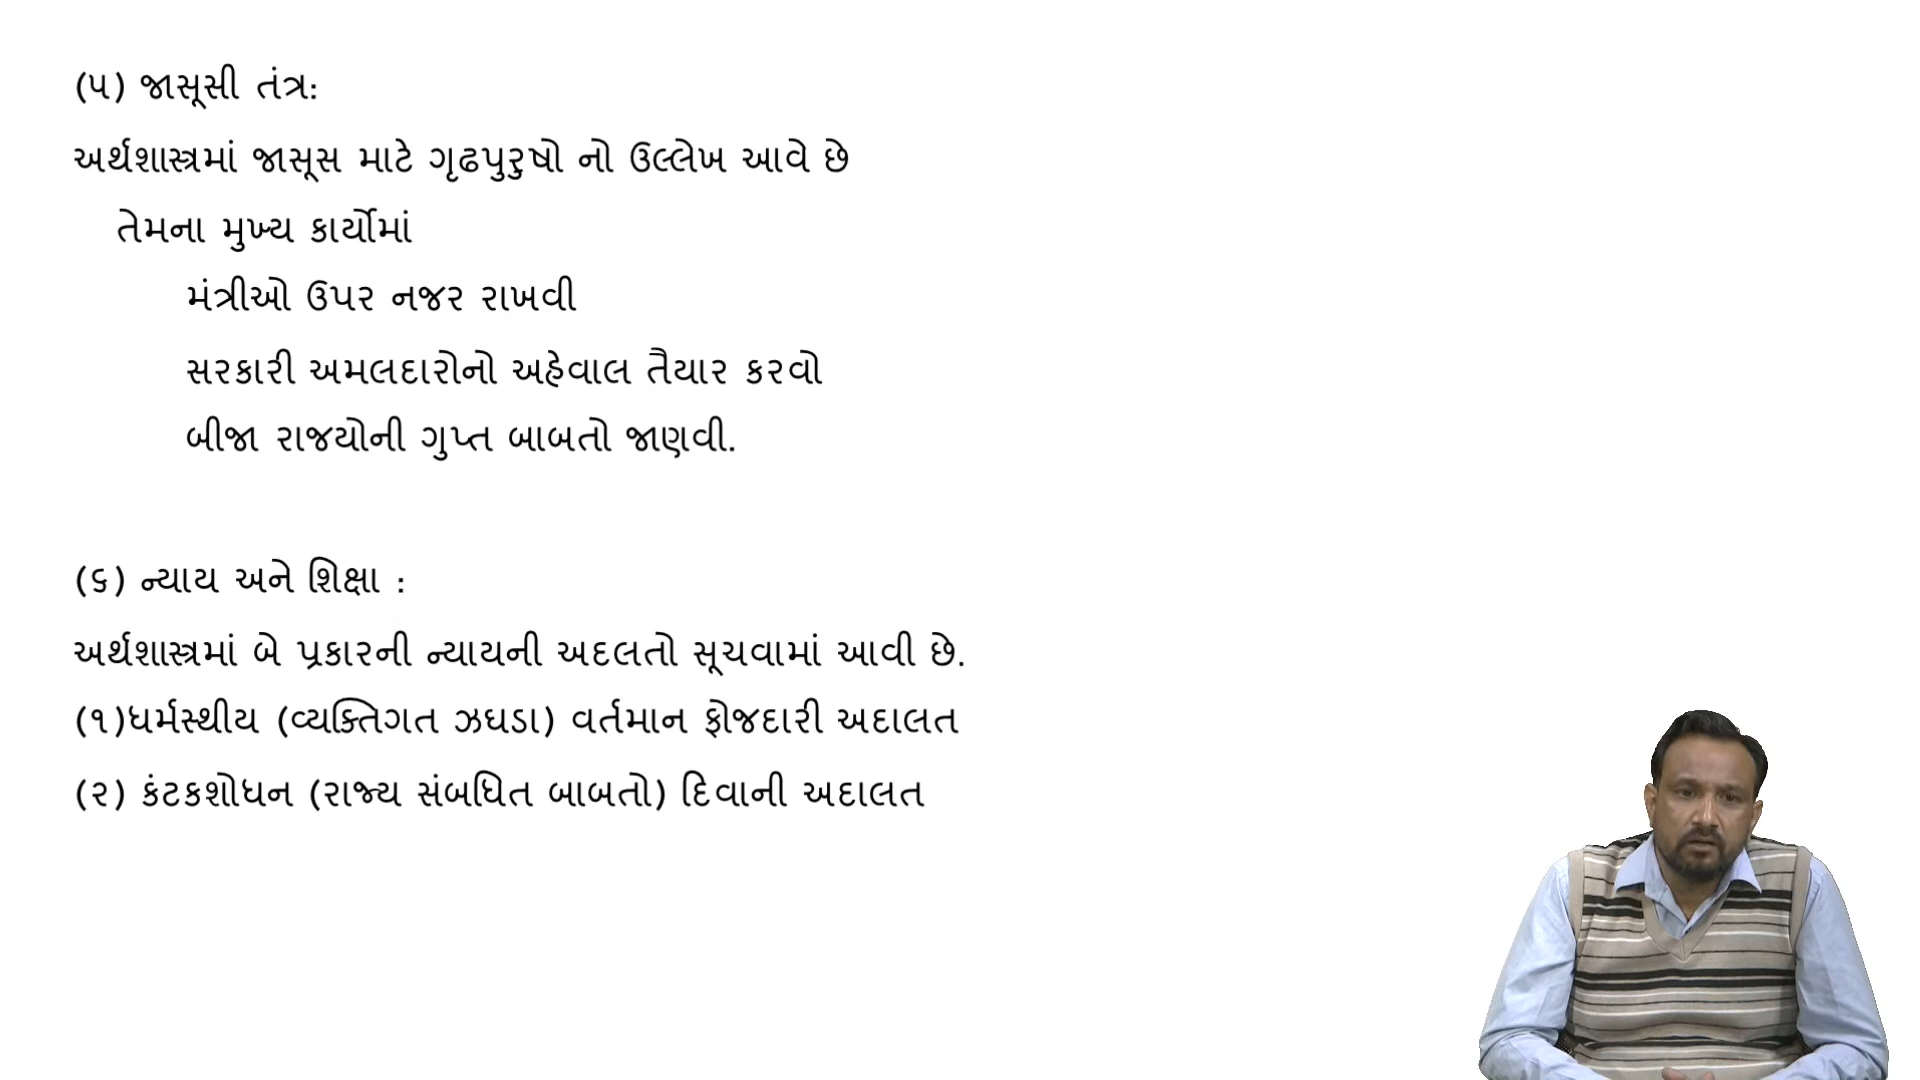 (૫) જાસૂસી તંત્ર:
અર્થશાસ્ત્રમાં જાસૂસ માટે ગૃઢપુરુષો નો ઉલ્લેખ આવે છે
તેમના મુખ્ય કાર્યોમાં
મંત્રીઓ ઉપર નજર રાખવી
સરકારી અમલદારોનો અહેવાલ તૈયાર કરવો
બીજા રાજયોની ગુપ્ત બાબતો જાણવી.
(૬) ન્યાય અને શિક્ષા :
અર્થશાસ્ત્રમાં બે પ્રકારની ન્યાયની અદલતો સૂચવામાં આવી છે.
(૧)ધર્મસ્થીય (વ્યક્તિગત ઝઘડા) વર્તમાન ફોજદારી અદાલત
(૨) કંટકશોધન (રાજ્ય સંબધિત બાબતો) દિવાની અદાલત